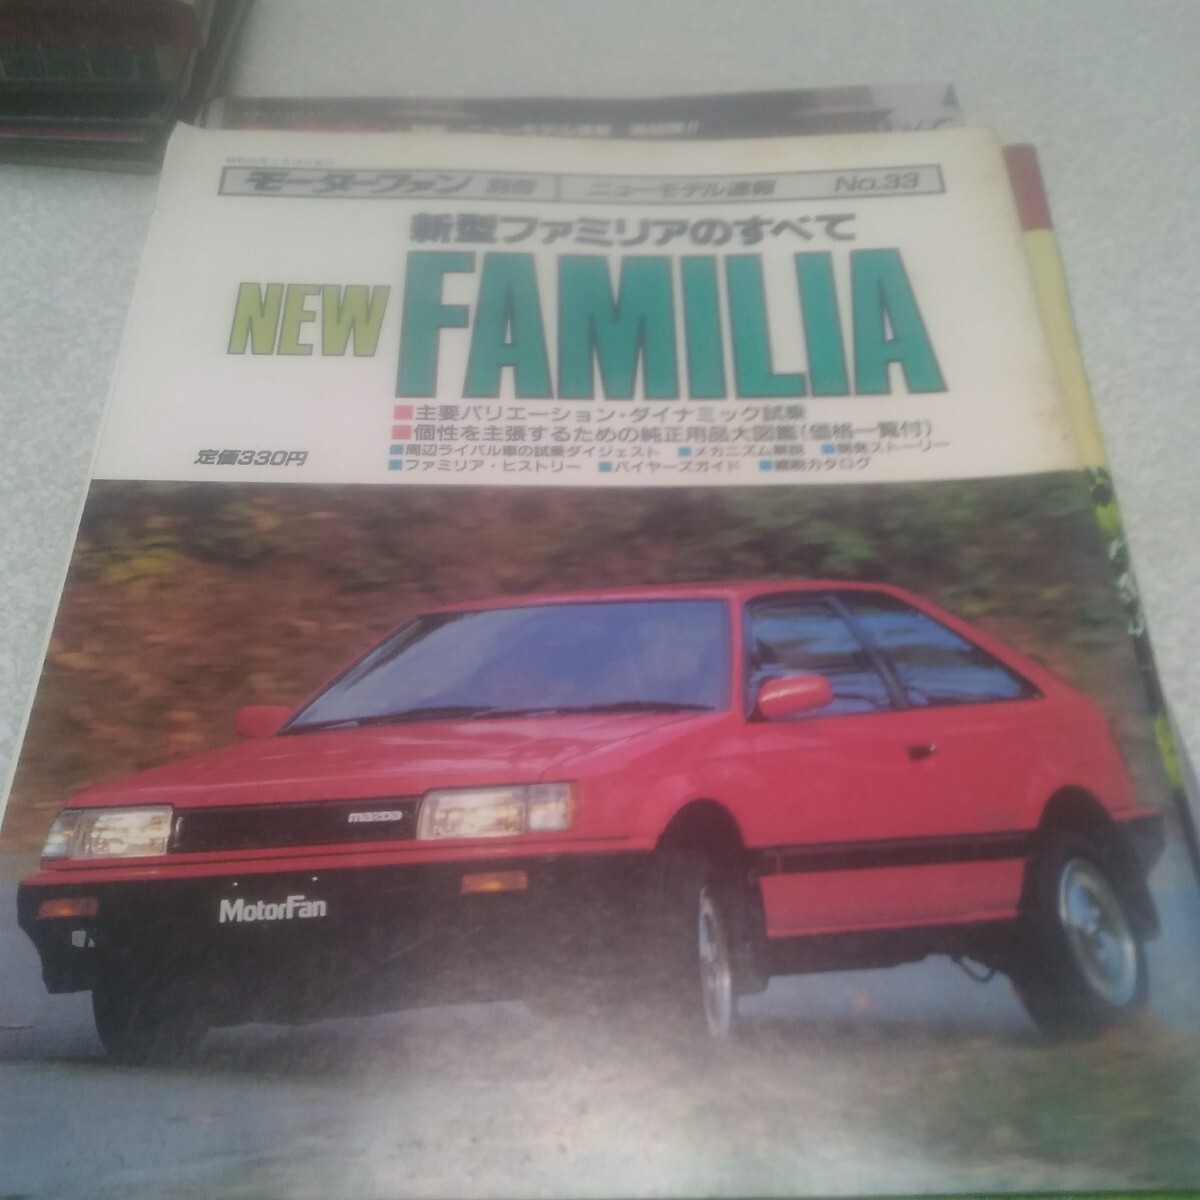 モーターファン 別冊 ニューモデル速報 No.33
新型ファミリアのすべて
NEW FAMILIA
■主要バリエーション・ダイナミック試乗
■個性を主張するための純正用品大図鑑(価格一覧付)
■周辺ライバル車の試乗ダイジェスト ■メカニズム解説 ■開発ストーリー
■ファミリア・ヒストリー ■バイヤーズガイド ■縮刷カタログ
定価330円
mazda
MotorFan